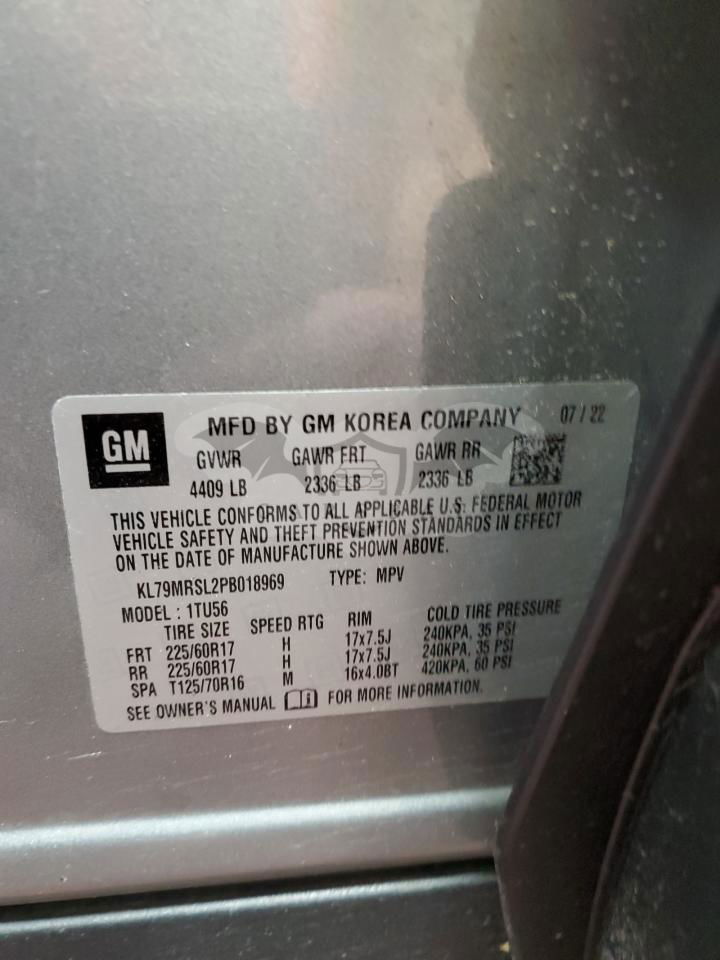 GM
MFD BY GM KOREA COMPANY 07 / 22
GVWR GAWR FRT GAWR RR
4409 LB 2336 LB 2336 LB
THIS VEHICLE CONFORMS TO ALL APPLICABLE U.S. FEDERAL MOTOR
VEHICLE SAFETY AND THEFT PREVENTION STANDARDS IN EFFECT
ON THE DATE OF MANUFACTURE SHOWN ABOVE.
KL79MRSL2PB018969 TYPE: MPV
MODEL : 1TU56
TIRE SIZE SPEED RTG RIM COLD TIRE PRESSURE
FRT 225/60R17 H 17x7.5J 240KPA, 35 PSI
RR 225/60R17 H 17x7.5J 240KPA, 35 PSI
SPA T125/70R16 M 16x4.0BT 420KPA, 60 PSI
SEE OWNER'S MANUAL FOR MORE INFORMATION.